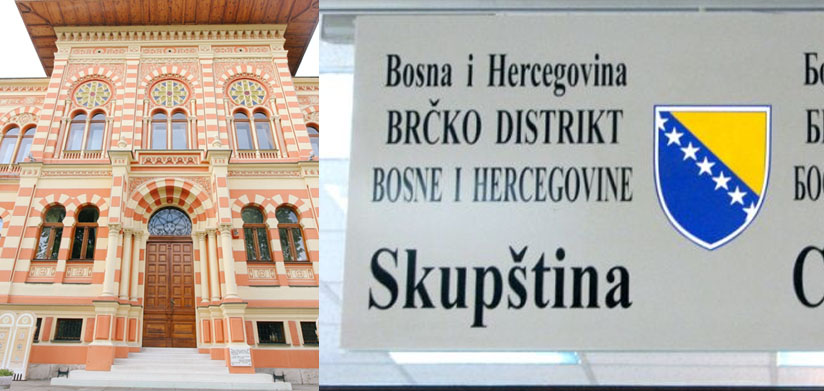 Bosna i Hercegovina
BRČKO DISTRIKT
BOSNE I HERCEGOVINE
Skupština